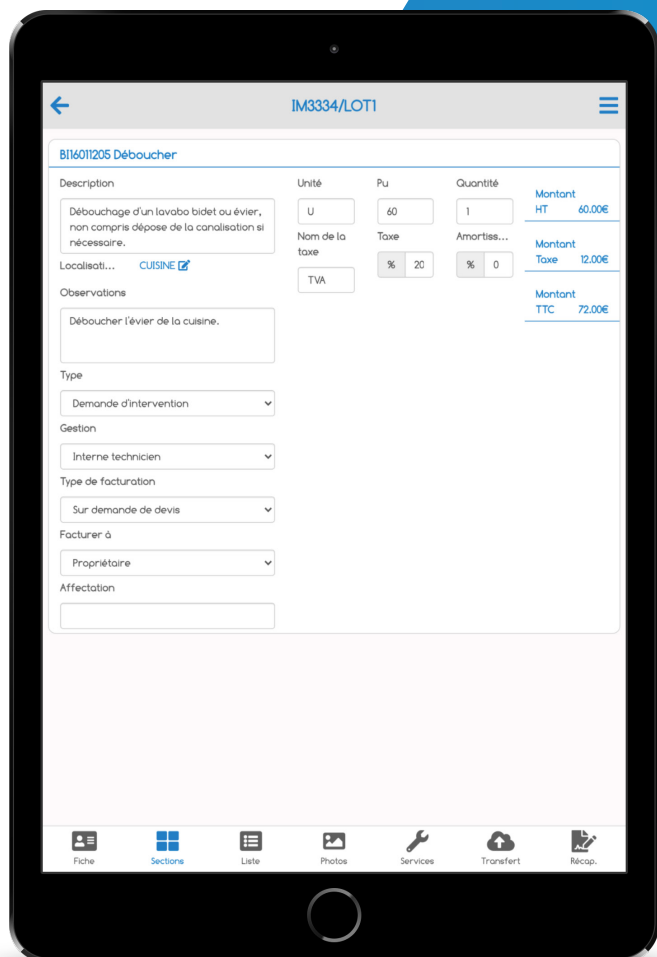 IM3334/LOT1
BI16011205 Déboucher
Description
Débouchage d'un lavabo bidet ou évier,
non compris dépose de la canalisation si
nécessaire.
Localisati...
CUISINE
Observations
Déboucher l'évier de la cuisine.
Type
Demande d'intervention
Gestion
Interne technicien
Type de facturation
Sur demande de devis
Facturer à
Propriétaire
Affectation
Unité
U
Nom de la
taxe
TVA
Pu
60
Taxe
% 20
Quantité
1
Amortiss...
% 0
Montant
HT 60.00€
Montant
Taxe 12.00€
Montant
TTC 72.00€
Fiche
Sections
Liste
Photos
Services
Transfert
Récap.